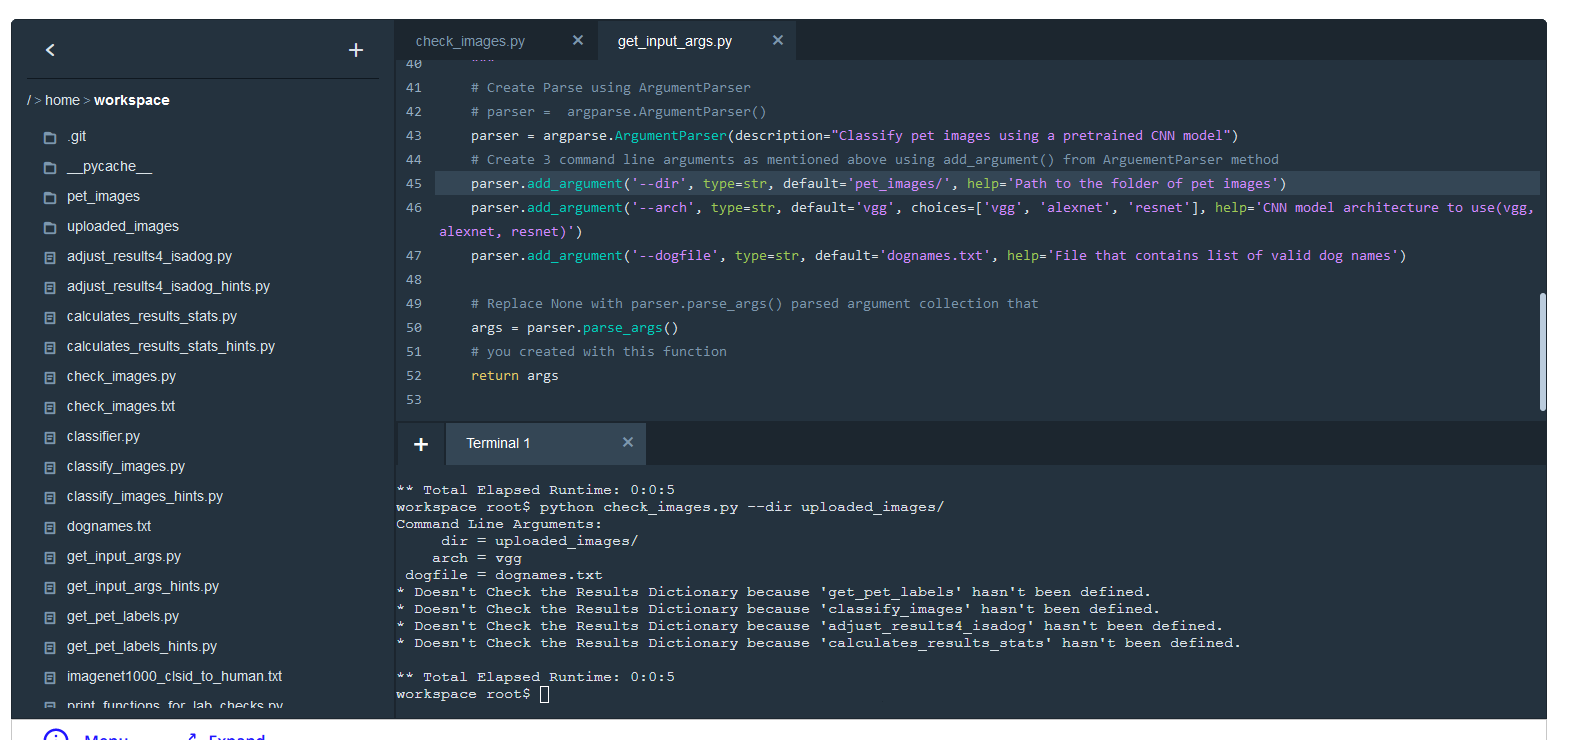 / > home > workspace
.git
__pycache__
pet_images
uploaded_images
adjust_results4_isadog.py
adjust_results4_isadog_hints.py
calculates_results_stats.py
calculates_results_stats_hints.py
check_images.py
check_images.txt
classifier.py
classify_images.py
classify_images_hints.py
dognames.txt
get_input_args.py
get_input_args_hints.py
get_pet_labels.py
get_pet_labels_hints.py
imagenet1000_clsid_to_human.txt
print_functions_for_lab_checks.py
check_images.py
get_input_args.py
40 """
41 # Create Parse using ArgumentParser
42 # parser =  argparse.ArgumentParser()
43 parser = argparse.ArgumentParser(description="Classify pet images using a pretrained CNN model")
44 # Create 3 command line arguments as mentioned above using add_argument() from ArguementParser method
45 parser.add_argument('--dir', type=str, default='pet_images/', help='Path to the folder of pet images')
46 parser.add_argument('--arch', type=str, default='vgg', choices=['vgg', 'alexnet', 'resnet'], help='CNN model architecture to use(vgg,
alexnet, resnet)')
47 parser.add_argument('--dogfile', type=str, default='dognames.txt', help='File that contains list of valid dog names')
48
49 # Replace None with parser.parse_args() parsed argument collection that
50 args = parser.parse_args()
51 # you created with this function
52 return args
53
Terminal 1
** Total Elapsed Runtime: 0:0:5
workspace root$ python check_images.py --dir uploaded_images/
Command Line Arguments:
dir = uploaded_images/
arch = vgg
dogfile = dognames.txt
* Doesn't Check the Results Dictionary because 'get_pet_labels' hasn't been defined.
* Doesn't Check the Results Dictionary because 'classify_images' hasn't been defined.
* Doesn't Check the Results Dictionary because 'adjust_results4_isadog' hasn't been defined.
* Doesn't Check the Results Dictionary because 'calculates_results_stats' hasn't been defined.
** Total Elapsed Runtime: 0:0:5
workspace root$
Menu
Expand